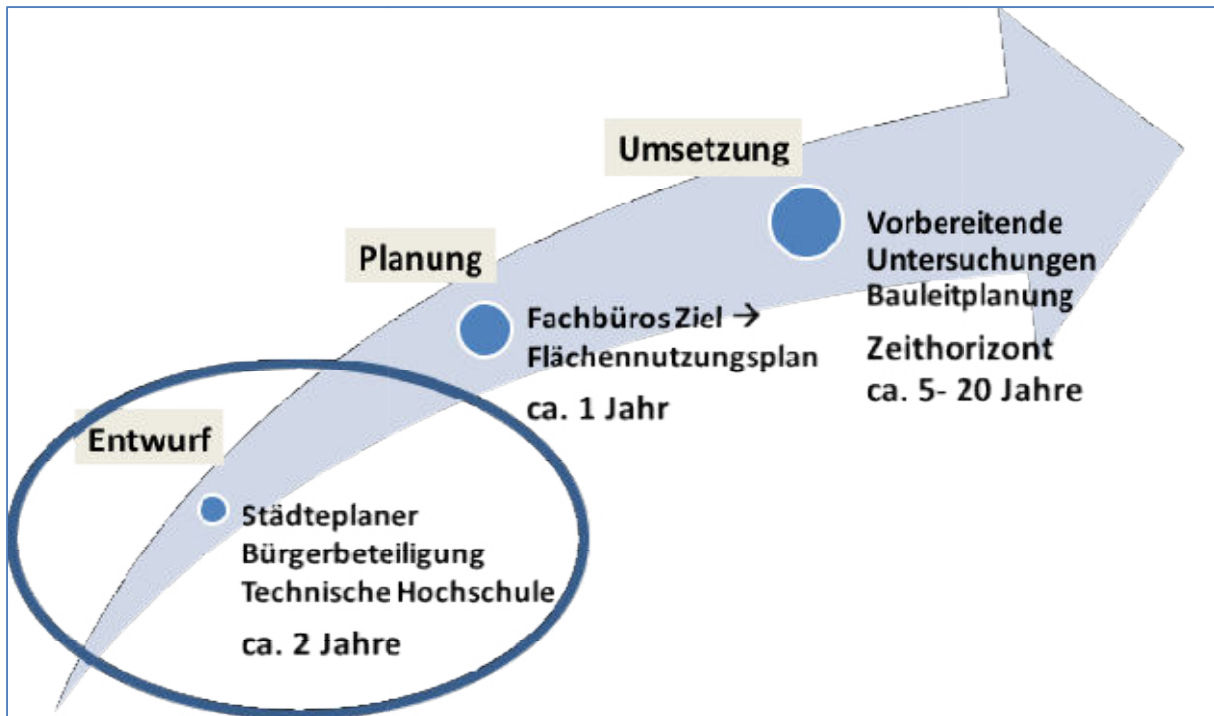 Umsetzung
Vorbereitende
Untersuchungen
Bauleitplanung
Zeithorizont
ca. 5- 20 Jahre
Planung
Fachbüros Ziel →
Flächennutzungsplan
ca. 1 Jahr
Entwurf
Städteplaner
Bürgerbeteiligung
Technische Hochschule
ca. 2 Jahre